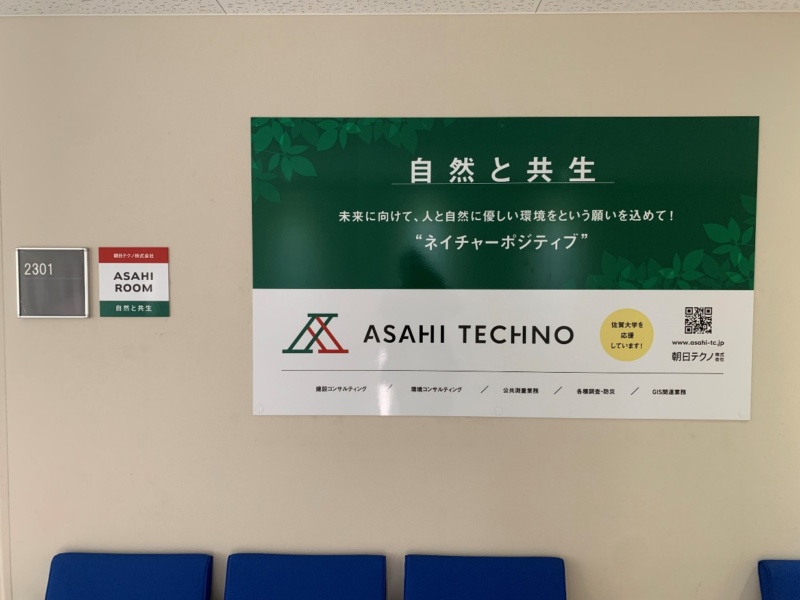 2301
朝日テクノ株式会社
ASAHI
ROOM
自然と共生
自然と共生
未来に向けて、人と自然に優しい環境をという願いを込めて！
“ネイチャーポジティブ”
ASAHI TECHNO
佐賀大学を
応援
しています！
www.asahi-tc.jp
朝日テクノ株式会社
建設コンサルティング ／ 環境コンサルティング ／ 公共測量業務 ／ 各種調査・防災 ／ GIS関連業務